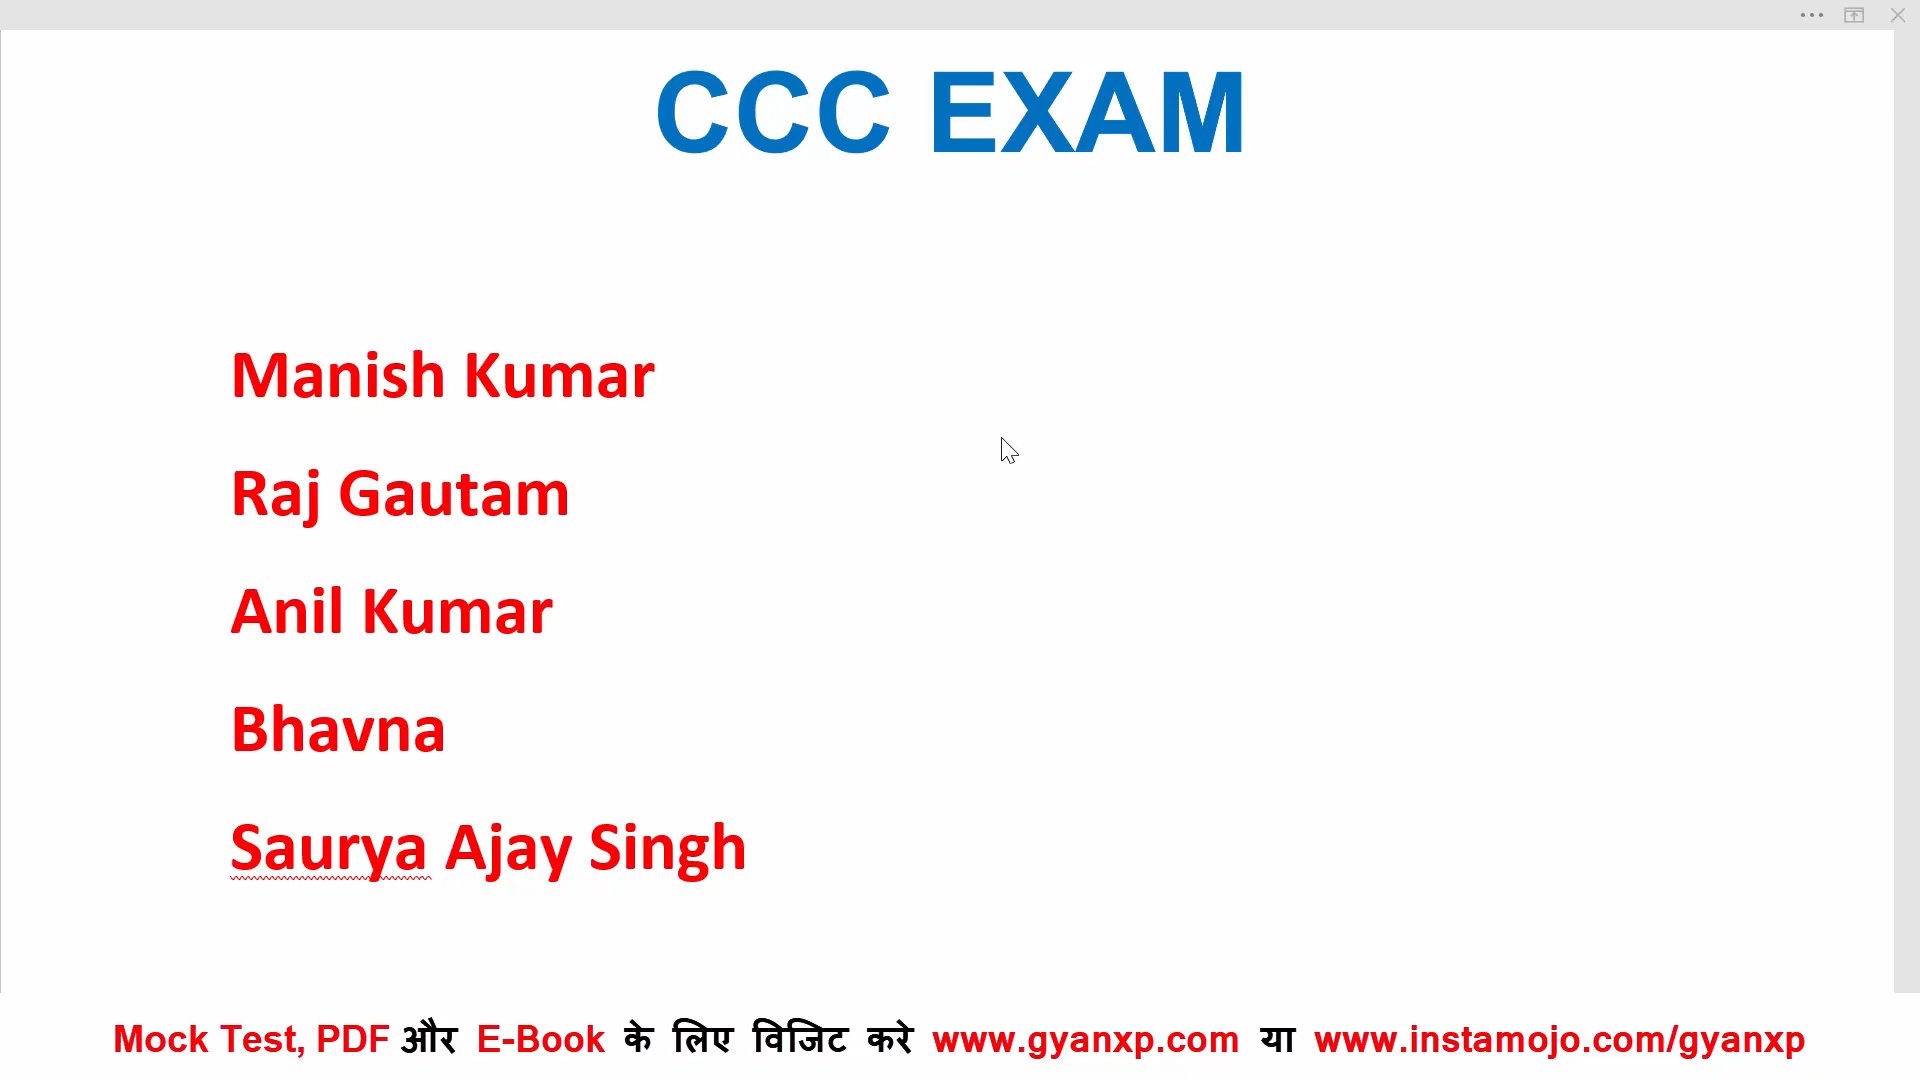 CCC EXAM
Manish Kumar
Raj Gautam
Anil Kumar
Bhavna
Saurya Ajay Singh
Mock Test, PDF और E-Book के लिए विजिट करे www.gyanxp.com या www.instamojo.com/gyanxp